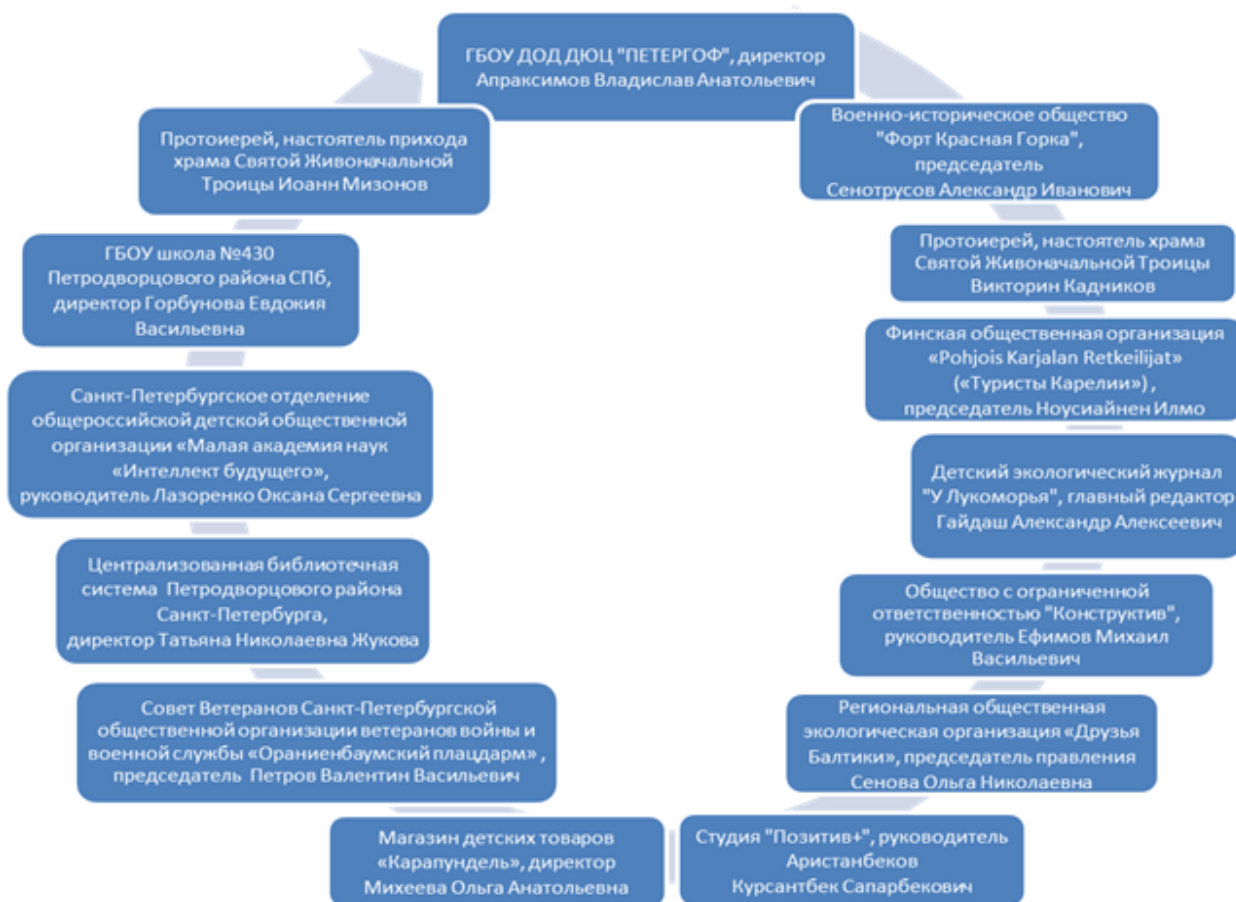 ГБОУ ДОД ДЮЦ "ПЕТЕРГОФ", директор
Апраксимов Владислав Анатольевич
Военно-историческое общество
"Форт Красная Горка",
председатель
Сенотрусов Александр Иванович
Протоиерей, настоятель храма
Святой Живоначальной Троицы
Викторин Кадников
Финская общественная организация
«Pohjois Karjalan Retkeilijat»
(«Туристы Карелии») ,
председатель Ноусиайнен Илмо
Детский экологический журнал
"У Лукоморья", главный редактор
Гайдаш Александр Алексеевич
Общество с ограниченной
ответственностью "Конструктив",
руководитель Ефимов Михаил
Васильевич
Региональная общественная
экологическая организация «Друзья
Балтики», председатель правления
Сенова Ольга Николаевна
Студия "Позитив+", руководитель
Аристанбеков
Курсантбек Сапарбекович
Магазин детских товаров
«Карапундель», директор
Михеева Ольга Анатольевна
Совет Ветеранов Санкт-Петербургской
общественной организации ветеранов войны и
военной службы «Ораниенбаумский плацдарм» ,
председатель Петров Валентин Васильевич
Централизованная библиотечная
система Петродворцового района
Санкт-Петербурга,
директор Татьяна Николаевна Жукова
Санкт-Петербургское отделение
общероссийской детской общественной
организации «Малая академия наук
«Интеллект будущего»,
руководитель Лазоренко Оксана Сергеевна
ГБОУ школа №430
Петродворцового района СПб,
директор Горбунова Евдокия
Васильевна
Протоиерей, настоятель прихода
храма Святой Живоначальной
Троицы Иоанн Мизонов